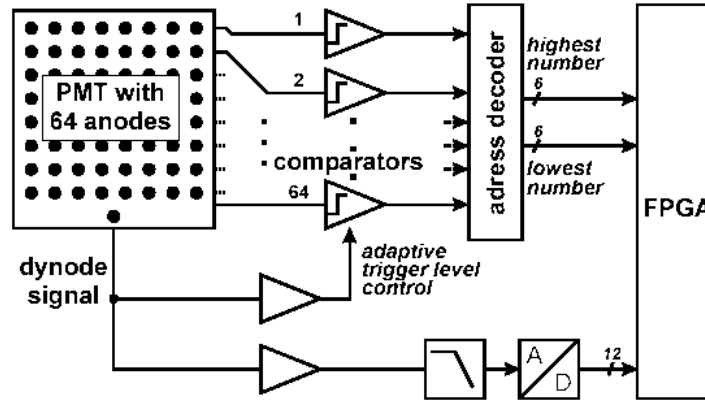 1
PMT with
64 anodes
2
comparators
64
adress decoder
highest
number
6
6
lowest
number
FPGA
dynode
signal
adaptive
trigger level
control
A
D
12